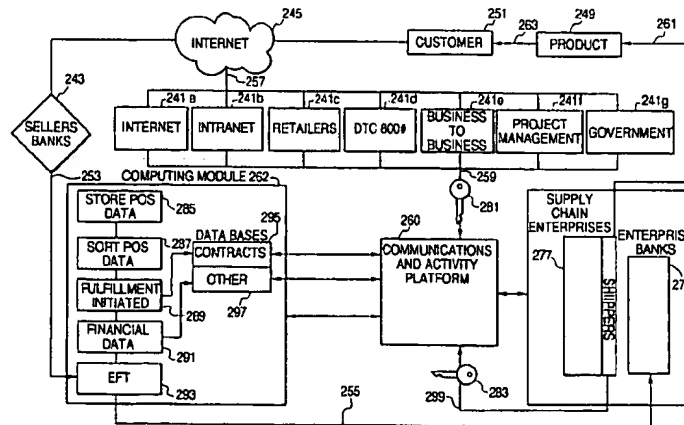 245
INTERNET
251
CUSTOMER
263
249
PRODUCT
261
243
SELLERS
BANKS
257
241a
INTERNET
241b
INTRANET
241c
RETAILERS
241d
DTC 800#
241e
BUSINESS
TO
BUSINESS
241f
PROJECT
MANAGEMENT
241g
GOVERNMENT
253
COMPUTING MODULE 262
259
281
STORE POS
DATA
285
SORT POS
DATA
287
FULFILLMENT
INITIATED
289
FINANCIAL
DATA
291
EFT
293
DATA BASES
295
CONTRACTS
OTHER
297
260
COMMUNICATIONS
AND ACTIVITY
PLATFORM
283
299
SUPPLY
CHAIN
ENTERPRISES
277
SHIPPERS
ENTERPRIS
BANKS
27
255